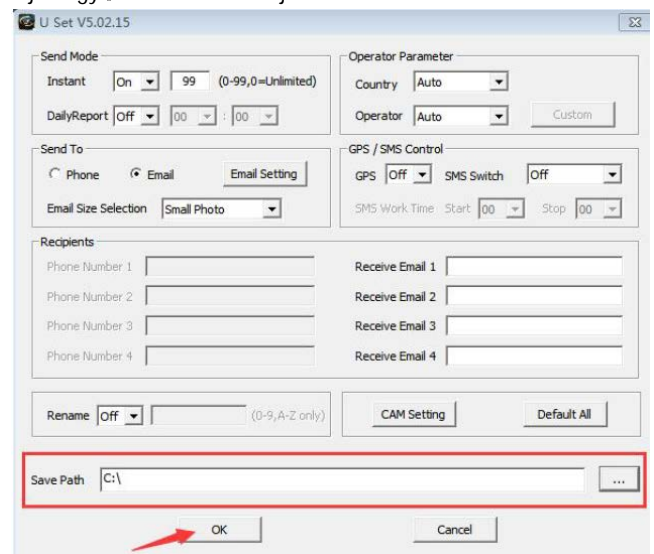 U Set V5.02.15
Send Mode
Instant On 99 (0-99,0=Unlimited)
DailyReport Off 00 : 00
Operator Parameter
Country Auto
Operator Auto Custom
Send To
Phone Email Email Setting
Email Size Selection Small Photo
GPS / SMS Control
GPS Off SMS Switch Off
SMS Work Time Start 00 Stop 00
Recipients
Phone Number 1 Receive Email 1
Phone Number 2 Receive Email 2
Phone Number 3 Receive Email 3
Phone Number 4 Receive Email 4
Rename Off (0-9,A-Z only)
CAM Setting Default All
Save Path C:\ ...
OK Cancel